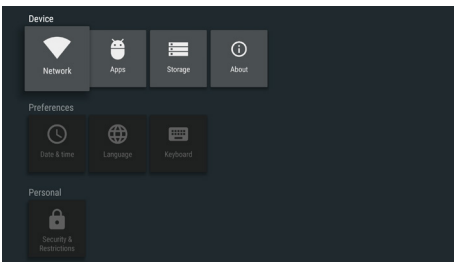 Device
Network
Apps
Storage
About
Preferences
Date & time
Language
Keyboard
Personal
Security &
Restrictions